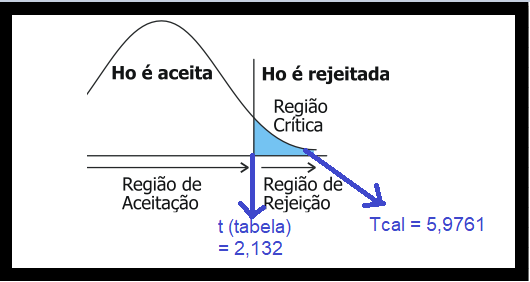 Ho é aceita
Ho é rejeitada
Região
Crítica
Região de
Aceitação
Região de
Rejeição
t (tabela)
= 2,132
Tcal = 5,9761